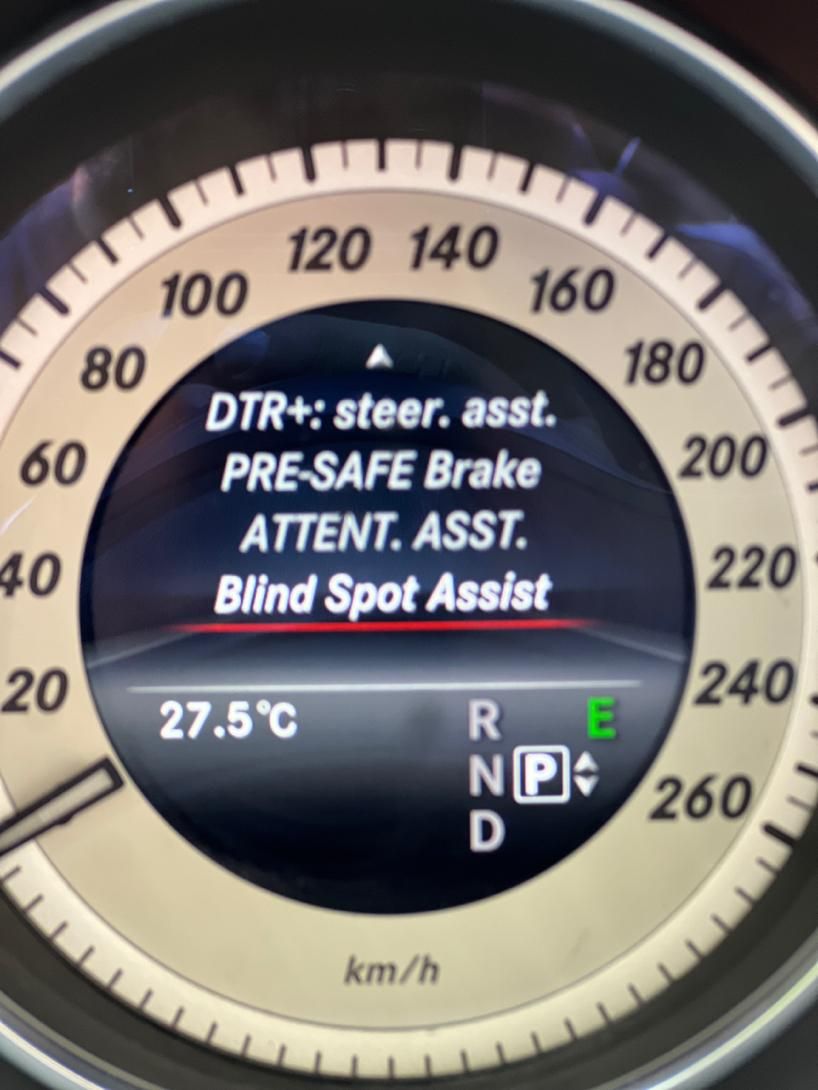 120 140
100 160
80 180
60 200
40 220
20 240
260
DTR+: steer. asst.
PRE-SAFE Brake
ATTENT. ASST.
Blind Spot Assist
27.5°C
R E
N P
D
km/h